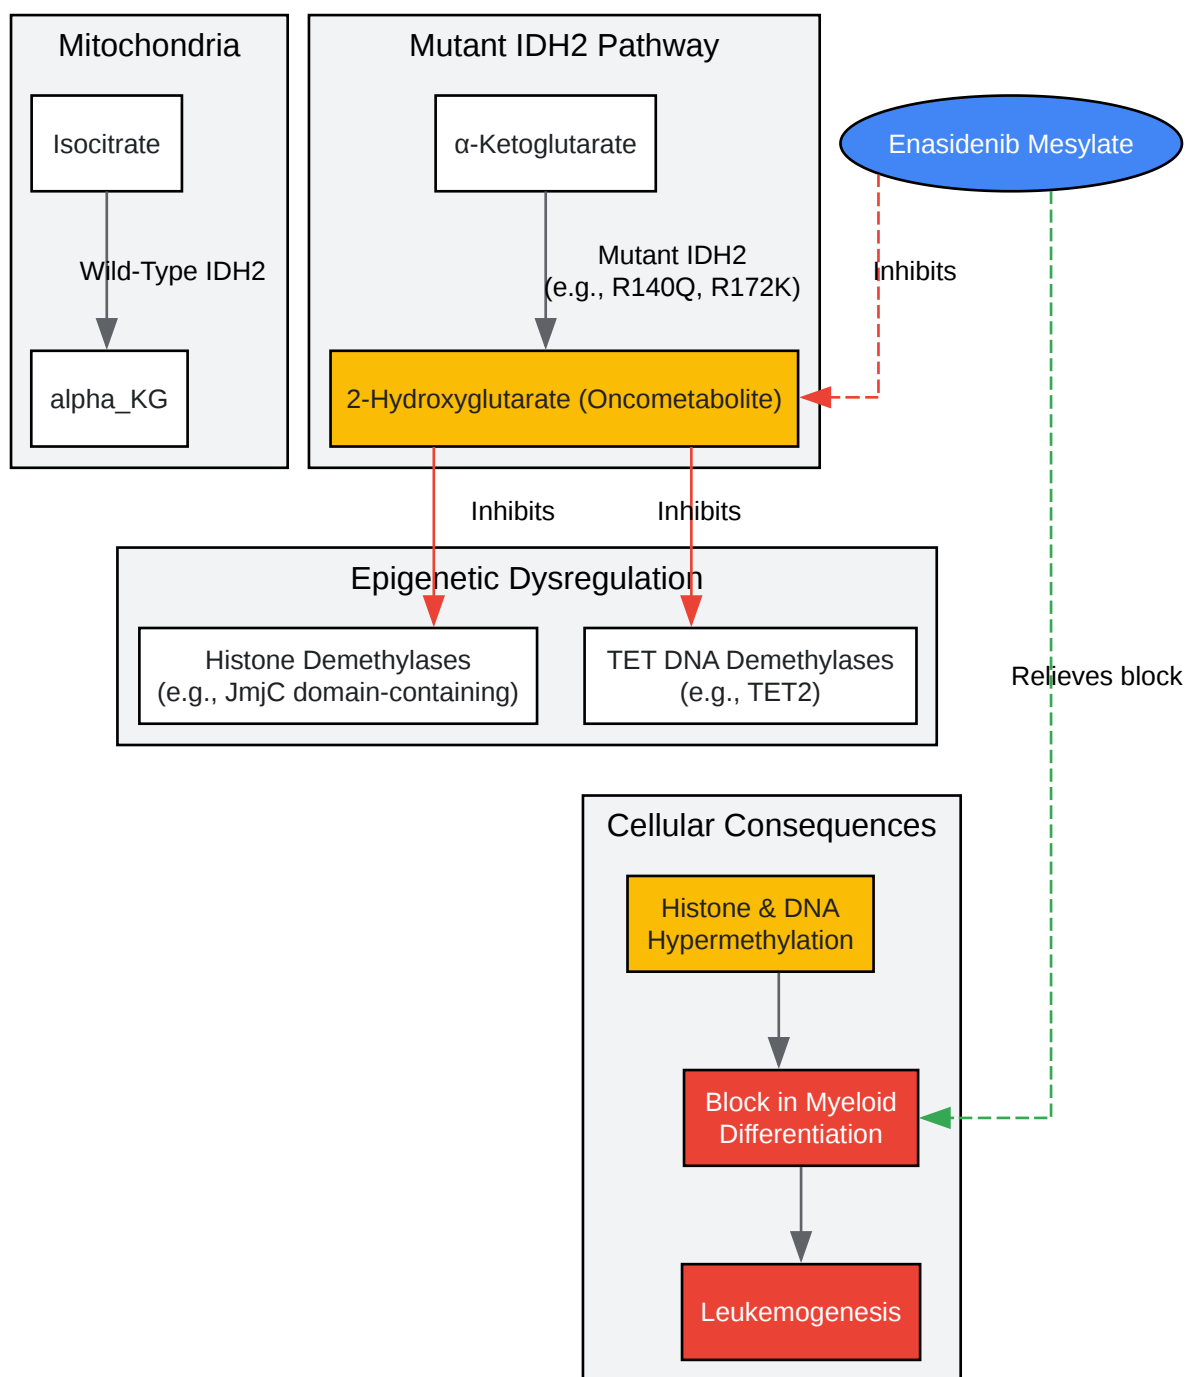 Mitochondria
Mutant IDH2 Pathway
Isocitrate
α-Ketoglutarate
Enasidenib Mesylate
Wild-Type IDH2
Mutant IDH2
(e.g., R140Q, R172K)
Inhibits
alpha_KG
2-Hydroxyglutarate (Oncometabolite)
Inhibits
Inhibits
Epigenetic Dysregulation
Histone Demethylases
(e.g., JmjC domain-containing)
TET DNA Demethylases
(e.g., TET2)
Relieves block
Cellular Consequences
Histone & DNA
Hypermethylation
Block in Myeloid
Differentiation
Leukemogenesis